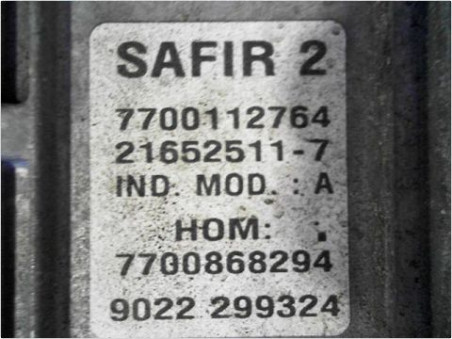 SAFIR 2
7700112764
21652511-7
IND. MOD. : A
HOM: .
7700868294
9022 299324